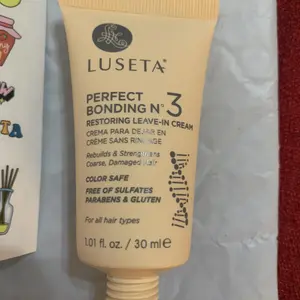 LUSETA®
PERFECT
BONDING Nº 3
RESTORING LEAVE-IN CREAM
CREMA PARA DEJAR EN
CRÈME SANS RINÇAGE
Rebuilds & Strengthens
Coarse, Damaged Hair
COLOR SAFE
FREE OF SULFATES
PARABENS & GLUTEN
For all hair types
1.01 fl. oz. / 30 ml e